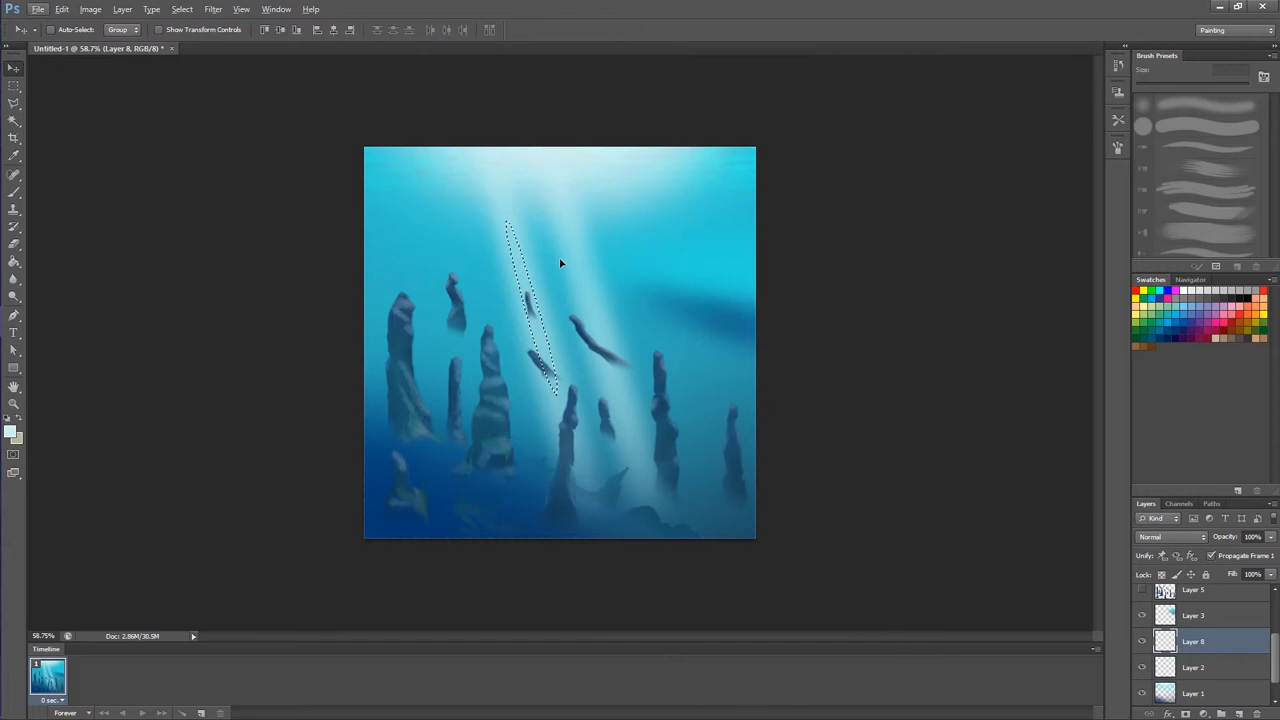 Ps File Edit Image Layer Type Select Filter View Window Help
Auto-Select: Group Show Transform Controls Painting
Untitled-1 @ 58.7% (Layer 8, RGB/8) * ×
Brush Presets
Size:
Swatches Navigator
Layers Channels Paths
Kind
Normal Opacity: 100%
Unify: Propagate Frame 1
Lock: Fill: 100%
Layer 5
Layer 3
Layer 8
Layer 2
Layer 1
58.75% Doc: 2.86M/30.5M
Timeline
1
0 sec.
Forever